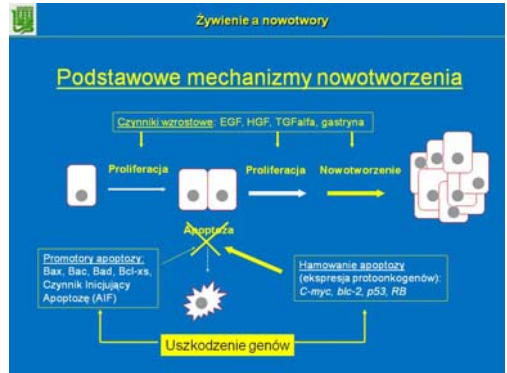 Żywienie a nowotwory
Podstawowe mechanizmy nowotworzenia
Czynniki wzrostowe: EGF, HGF, TGFalfa, gastryna
Proliferacja
Proliferacja
Nowotworzenie
Apoptoza
Promotory apoptozy:
Bax, Bac, Bad, Bcl-xs,
Czynnik Inicjujący
Apoptozę (AIF)
Hamowanie apoptozy
(ekspresja protoonkogenów):
C-myc, blc-2, p53, RB
Uszkodzenie genów